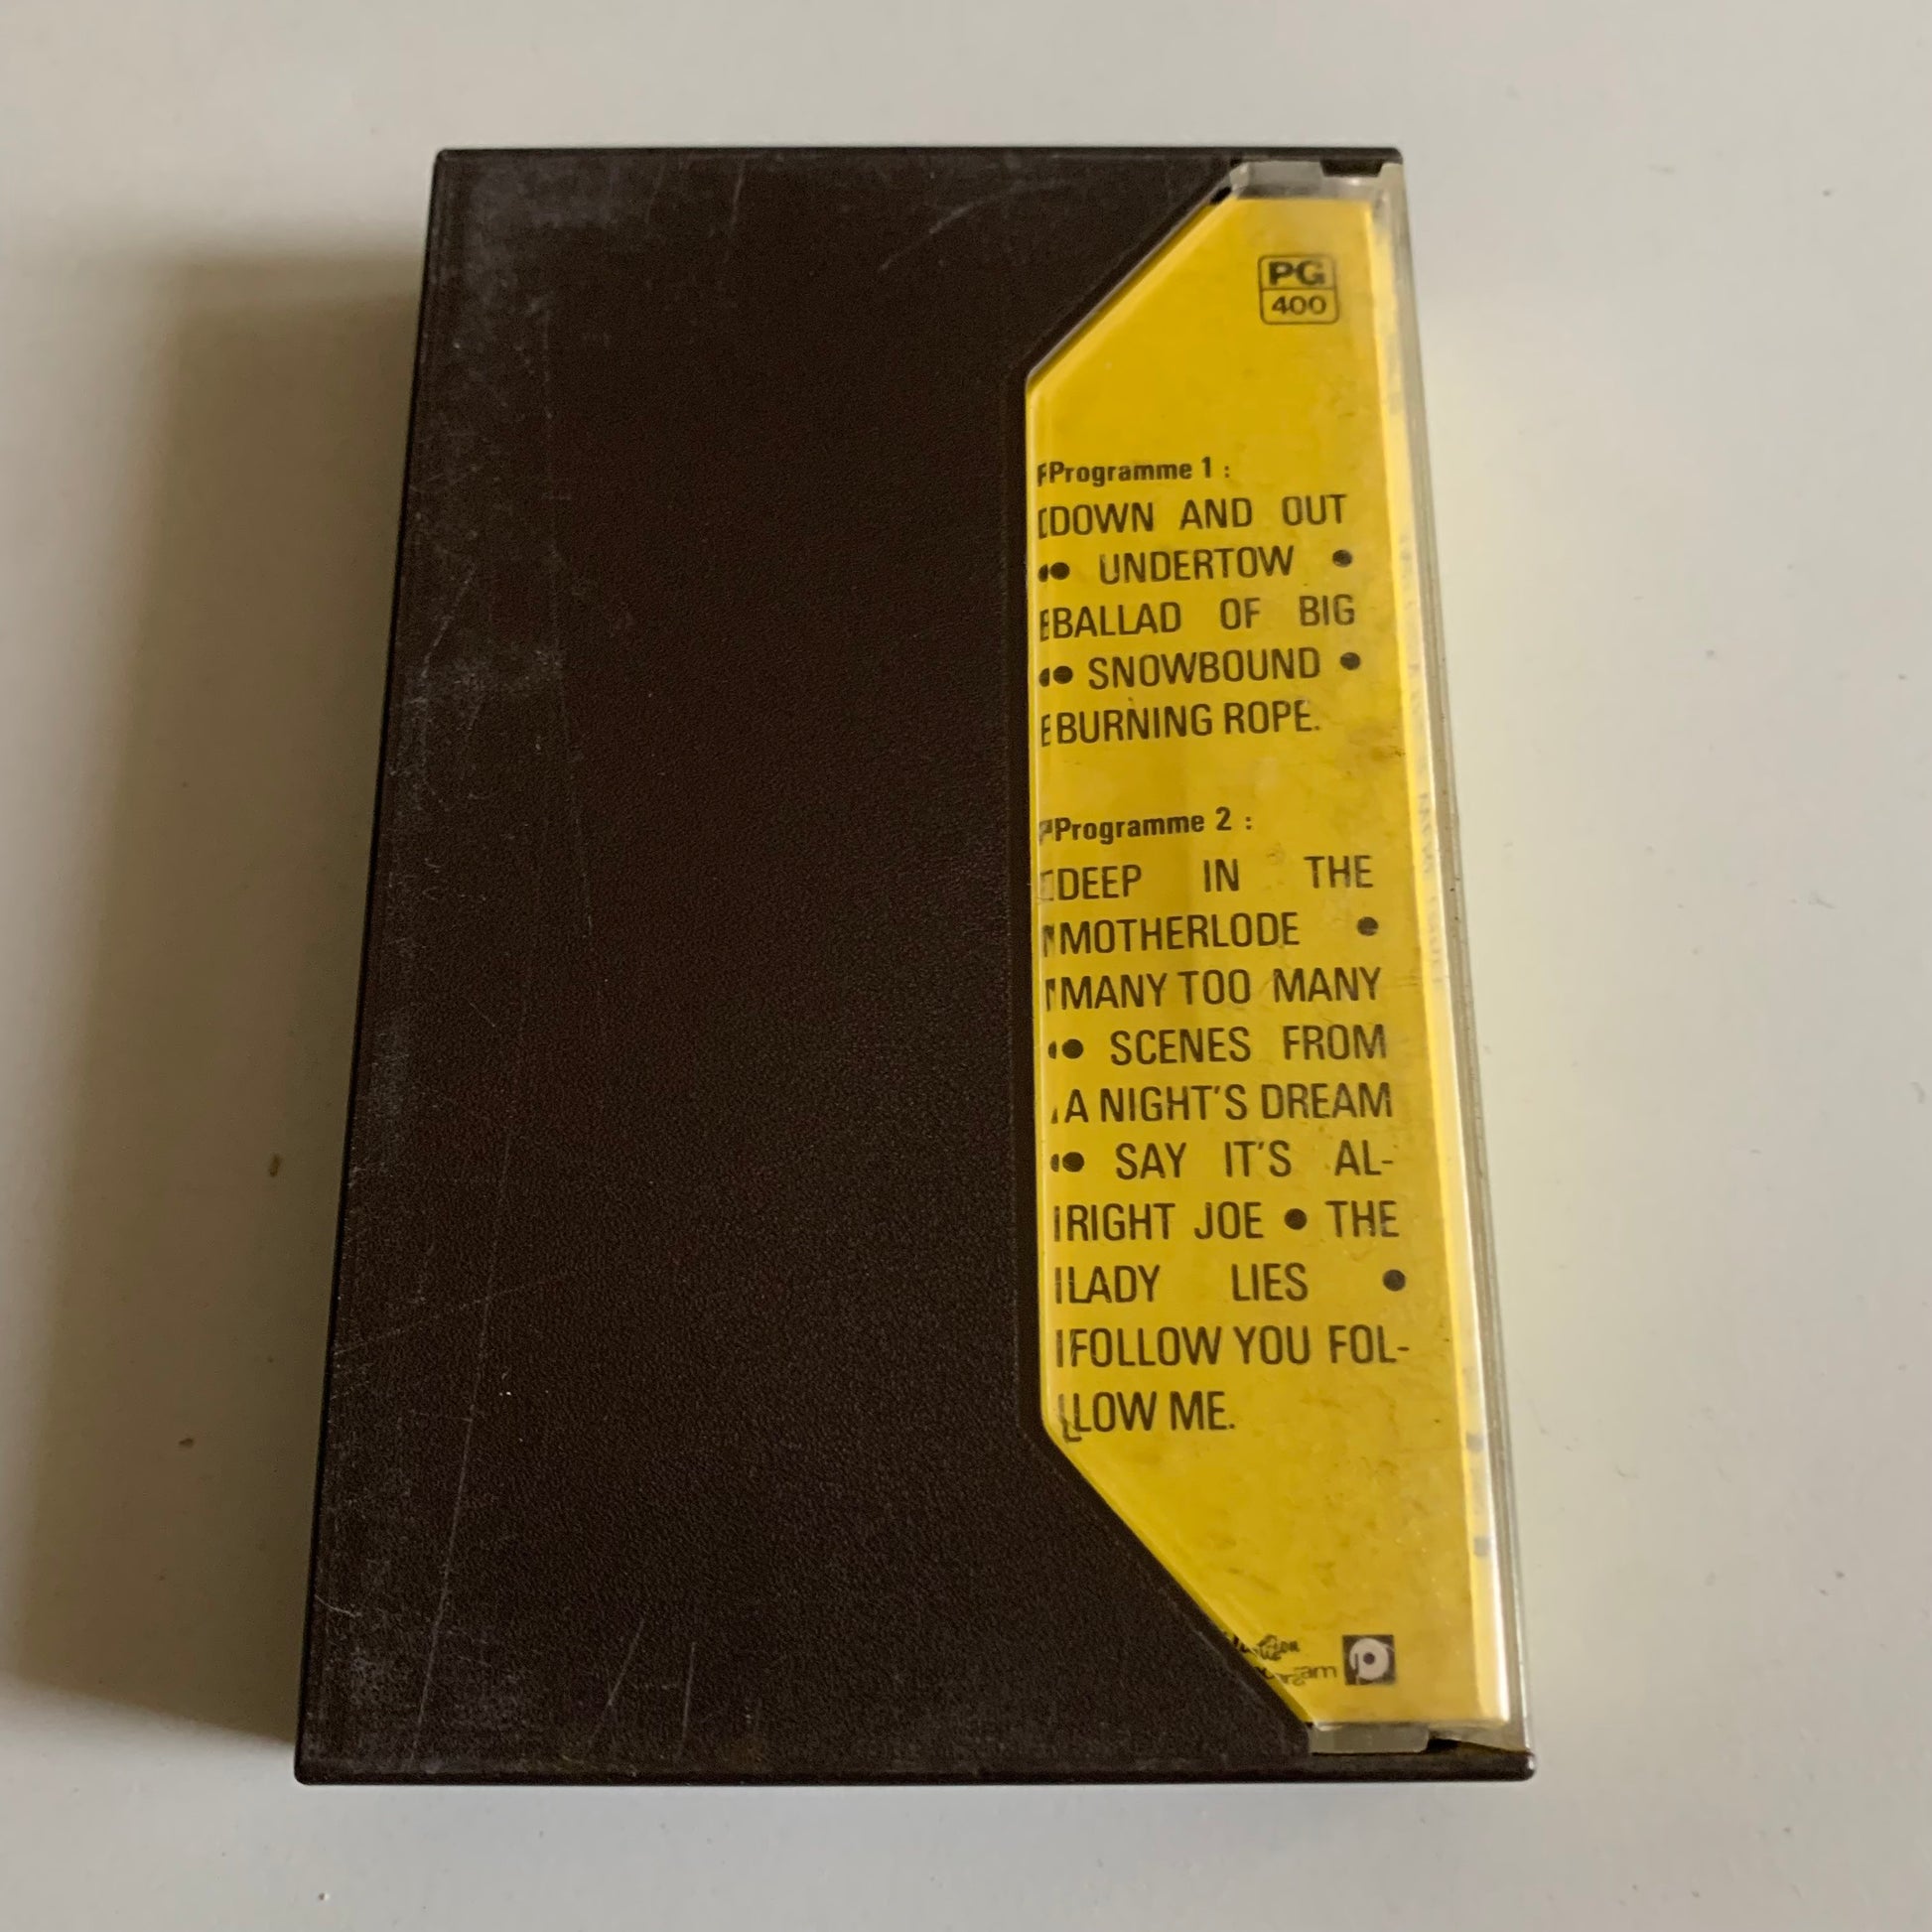 PG
400
Programme 1 :
DOWN AND OUT
• UNDERTOW •
BALLAD OF BIG
• SNOWBOUND •
BURNING ROPE.
Programme 2 :
DEEP IN THE
MOTHERLODE •
MANY TOO MANY
• SCENES FROM
A NIGHT'S DREAM
• SAY IT'S AL-
RIGHT JOE • THE
LADY LIES •
FOLLOW YOU FOL-
LOW ME.